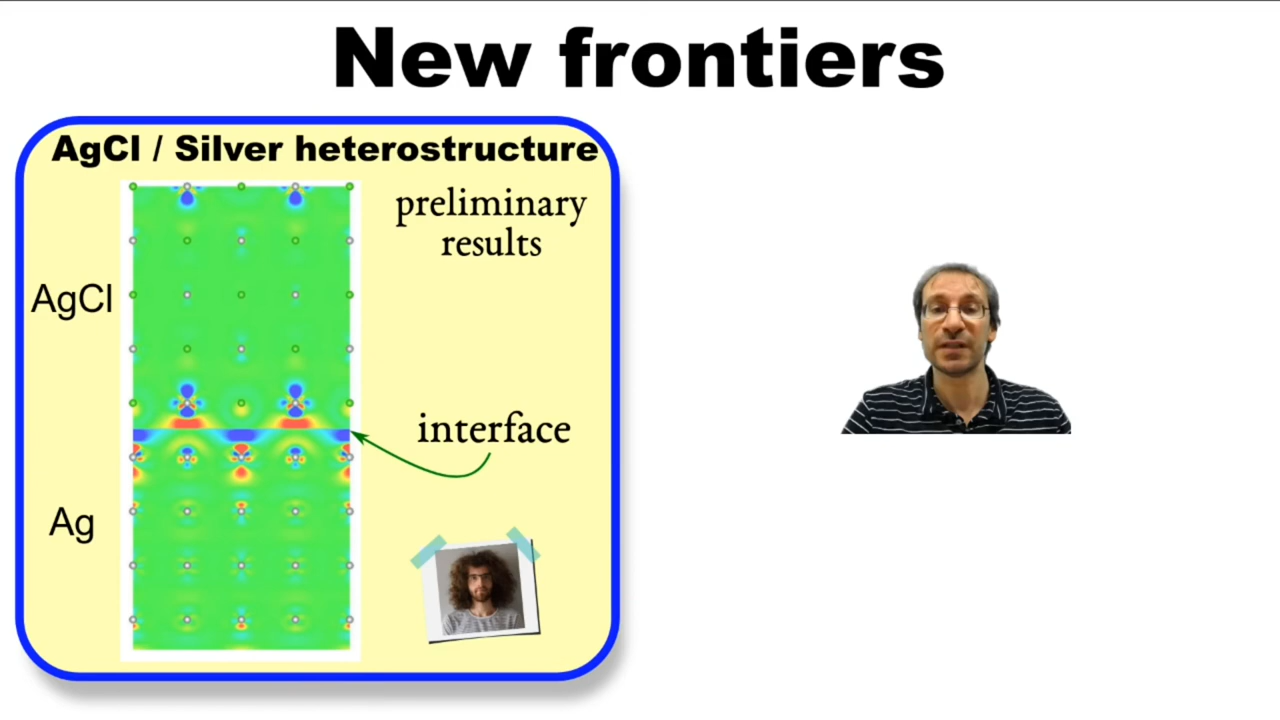 New frontiers
AgCl / Silver heterostructure
preliminary
results
AgCl
interface
Ag